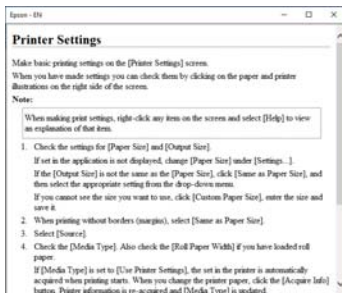 Epson - EN
Printer Settings
Make basic printing settings on the [Printer Settings] screen.
When you have made settings you can check them by clicking on the paper and printer
illustrations on the right side of the screen.
Note:
When making print settings, right-click any item on the screen and select [Help] to view
an explanation of that item.
1. Check the settings for [Paper Size] and [Output Size].
If set in the application is not displayed, change [Paper Size] under [Settings...].
If the [Output Size] is not the same as the [Paper Size], click [Same as Paper Size], and
then select the appropriate setting from the drop-down menu.
If you cannot see the size you want to use, click [Custom Paper Size], enter the size and
save it.
2. When printing without borders (margins), select [Same as Paper Size].
3. Select [Source].
4. Check the [Media Type]. Also check the [Roll Paper Width] if you have loaded roll
paper.
If [Media Type] is set to [Use Printer Settings], the set in the printer is automatically
acquired when printing starts. When you change the printer paper, click the [Acquire Info]
button. Printer information is re-acquired and [Media Type] is updated.